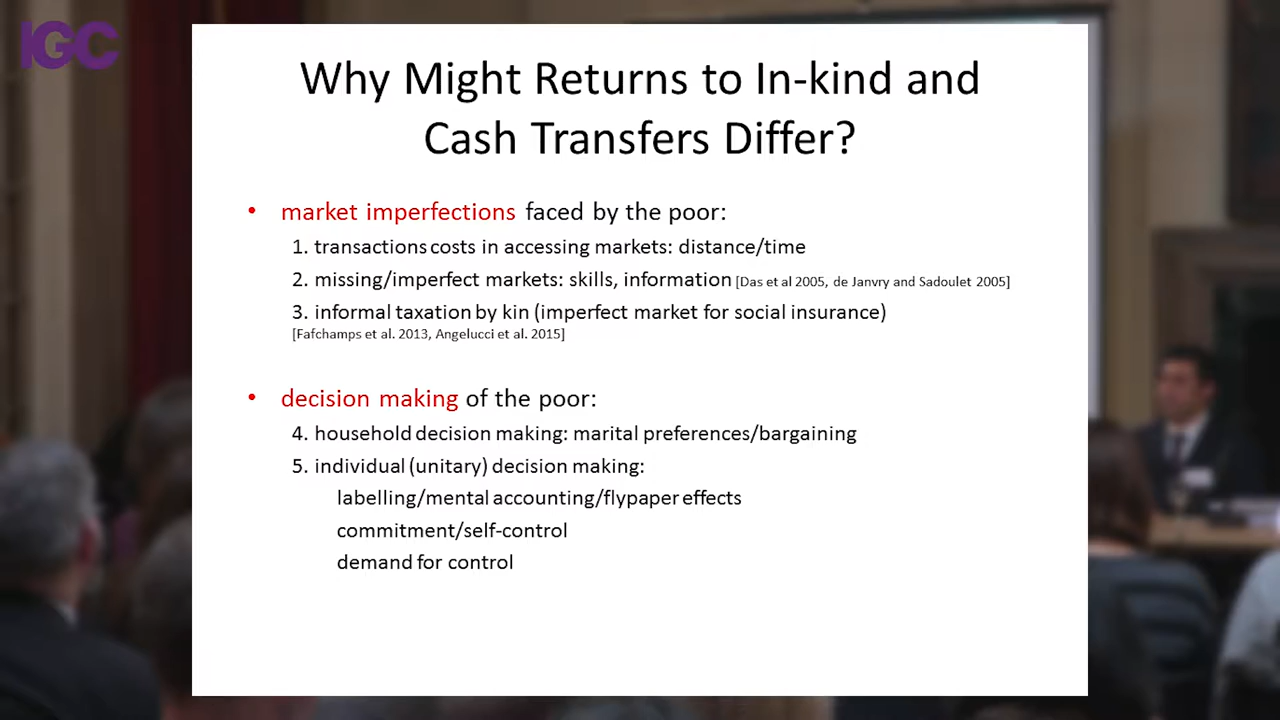 IGC
Why Might Returns to In-kind and
Cash Transfers Differ?
• market imperfections faced by the poor:
1. transactions costs in accessing markets: distance/time
2. missing/imperfect markets: skills, information [Das et al 2005, de Janvry and Sadoulet 2005]
3. informal taxation by kin (imperfect market for social insurance)
[Fafchamps et al. 2013, Angelucci et al. 2015]
• decision making of the poor:
4. household decision making: marital preferences/bargaining
5. individual (unitary) decision making:
labelling/mental accounting/flypaper effects
commitment/self-control
demand for control